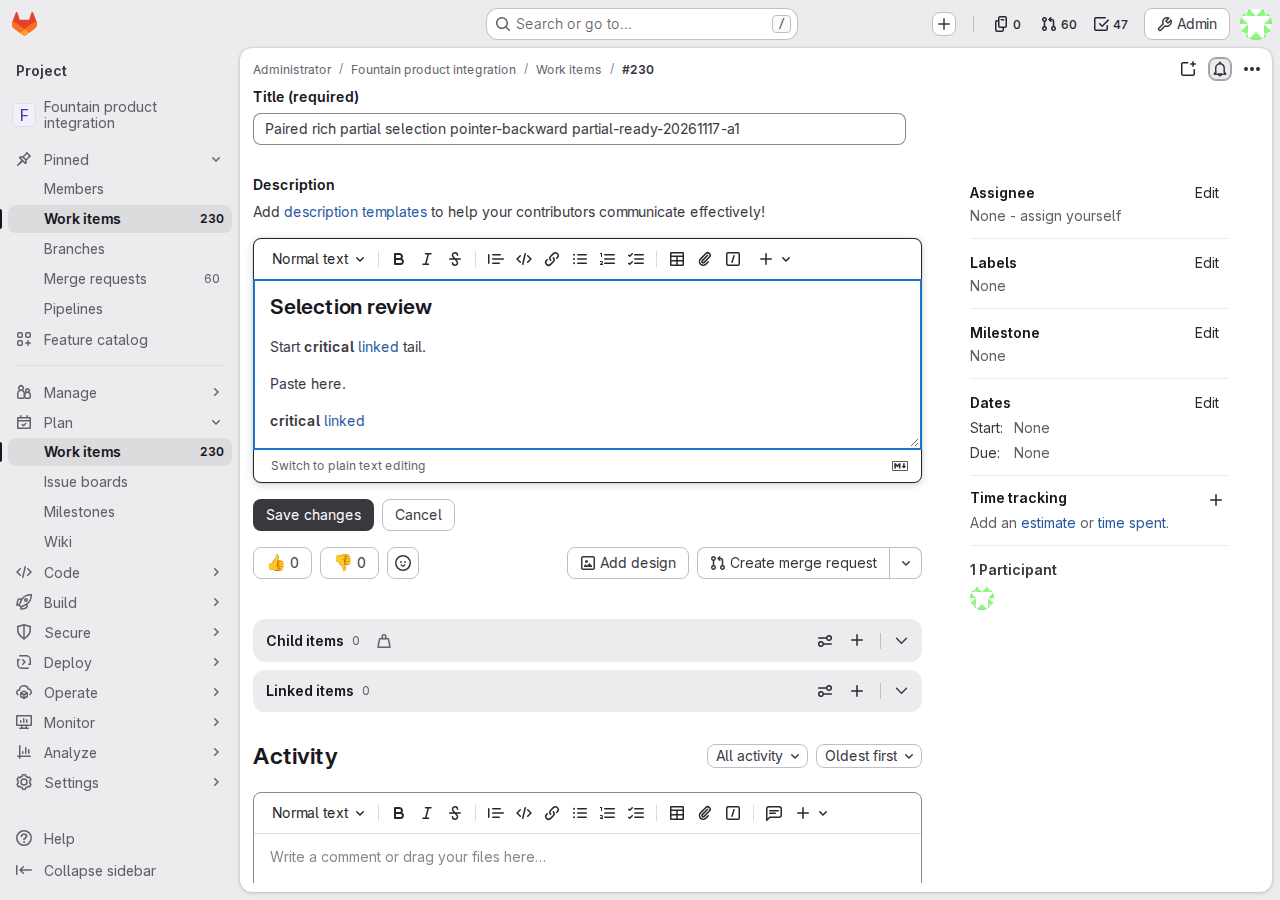 Search or go to...
/
0
60
47
Admin
Project
F
Fountain product integration
Pinned
Members
Work items 230
Branches
Merge requests 60
Pipelines
Feature catalog
Manage
Plan
Work items 230
Issue boards
Milestones
Wiki
Code
Build
Secure
Deploy
Operate
Monitor
Analyze
Settings
Help
Collapse sidebar
Administrator / Fountain product integration / Work items / #230
Title (required)
Paired rich partial selection pointer-backward partial-ready-20261117-a1
Description
Add description templates to help your contributors communicate effectively!
Normal text
Selection review
Start critical linked tail.
Paste here.
critical linked
Switch to plain text editing
Save changes
Cancel
👍 0
👎 0
Add design
Create merge request
Child items 0
Linked items 0
Activity
All activity
Oldest first
Normal text
Write a comment or drag your files here...
Assignee
Edit
None - assign yourself
Labels
Edit
None
Milestone
Edit
None
Dates
Edit
Start: None
Due: None
Time tracking
Add an estimate or time spent.
1 Participant